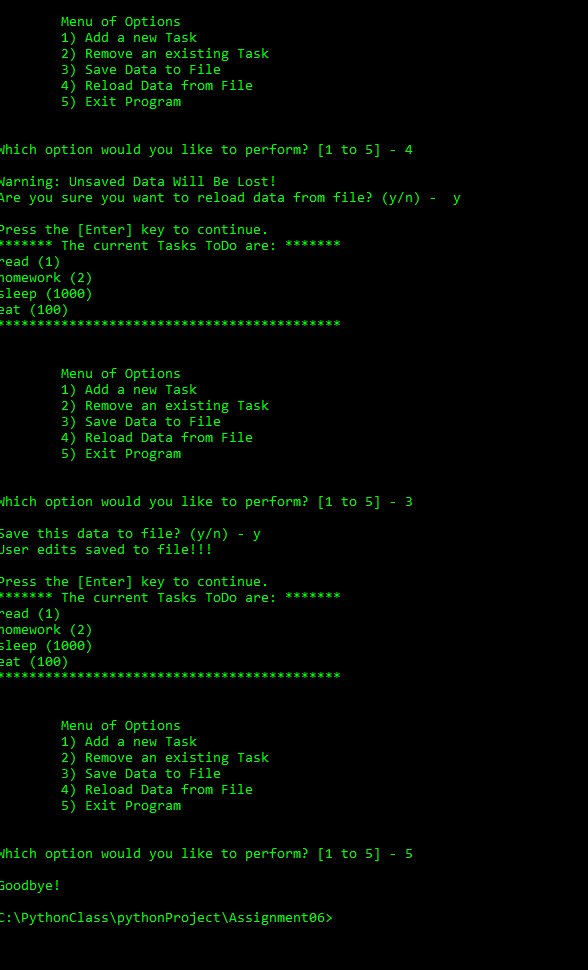 Menu of Options
1) Add a new Task
2) Remove an existing Task
3) Save Data to File
4) Reload Data from File
5) Exit Program
Which option would you like to perform? [1 to 5] - 4
Warning: Unsaved Data Will Be Lost!
Are you sure you want to reload data from file? (y/n) -  y
Press the [Enter] key to continue.
******* The current Tasks ToDo are: *******
read (1)
homework (2)
sleep (1000)
eat (100)
*******************************************
Menu of Options
1) Add a new Task
2) Remove an existing Task
3) Save Data to File
4) Reload Data from File
5) Exit Program
Which option would you like to perform? [1 to 5] - 3
Save this data to file? (y/n) - y
User edits saved to file!!!
Press the [Enter] key to continue.
******* The current Tasks ToDo are: *******
read (1)
homework (2)
sleep (1000)
eat (100)
*******************************************
Menu of Options
1) Add a new Task
2) Remove an existing Task
3) Save Data to File
4) Reload Data from File
5) Exit Program
Which option would you like to perform? [1 to 5] - 5
Goodbye!
C:\PythonClass\pythonProject\Assignment06>